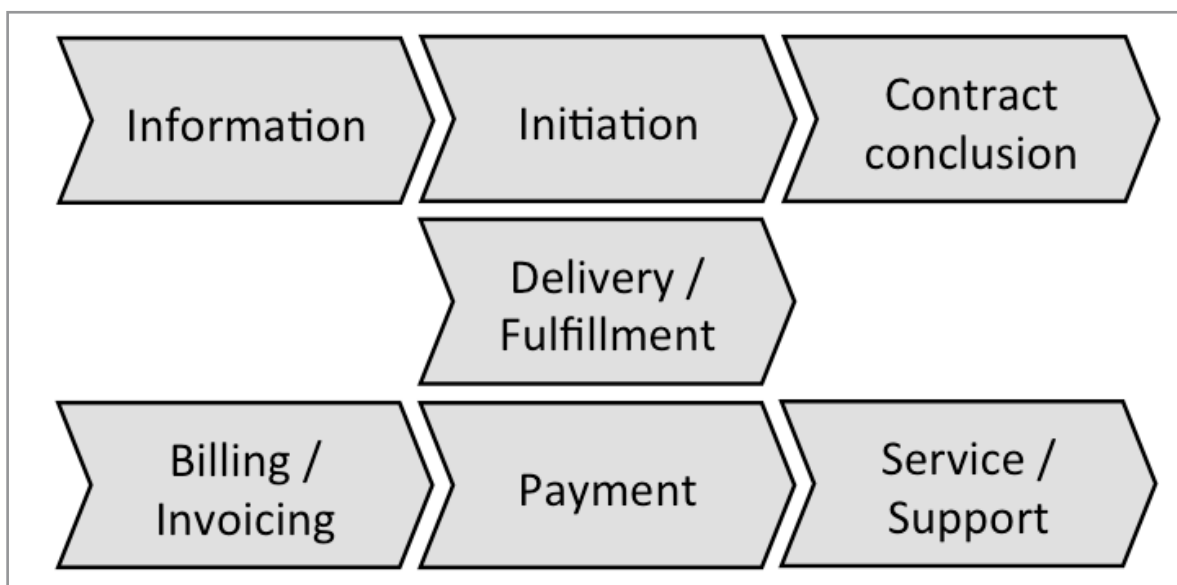 Information
Initiation
Contract
conclusion
Delivery /
Fulfillment
Billing /
Invoicing
Payment
Service /
Support